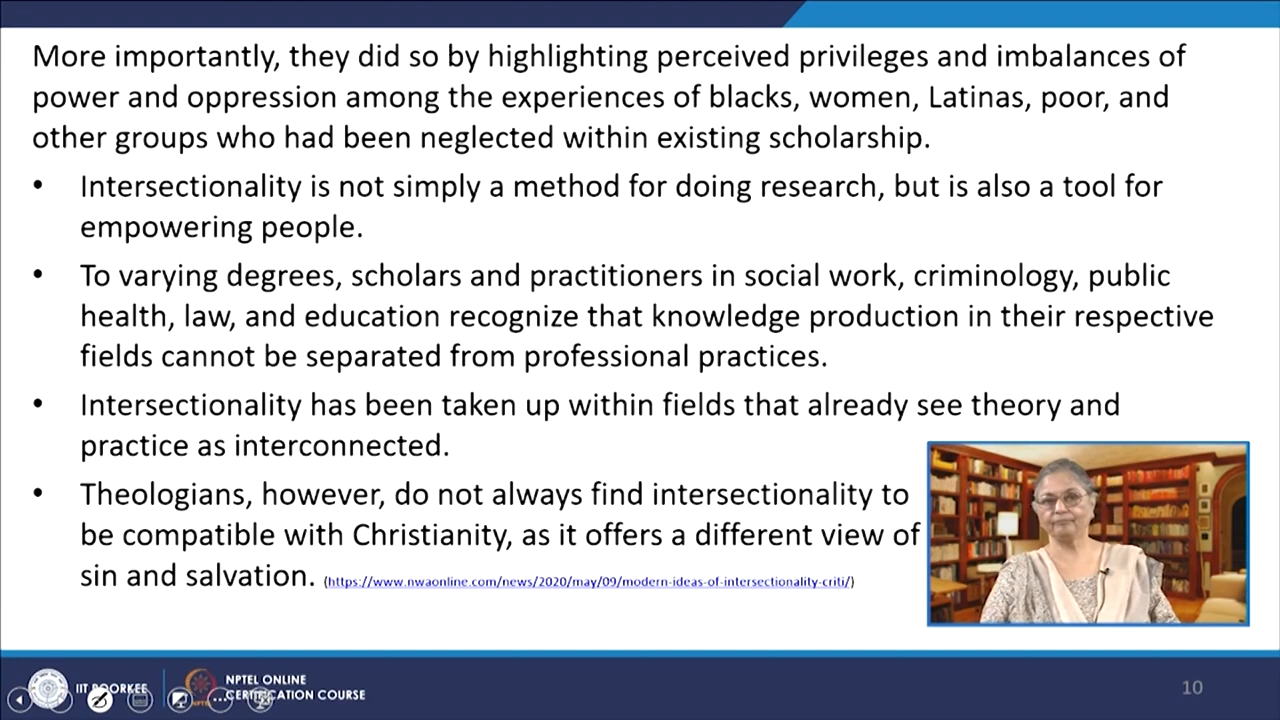 More importantly, they did so by highlighting perceived privileges and imbalances of
power and oppression among the experiences of blacks, women, Latinas, poor, and
other groups who had been neglected within existing scholarship.
• Intersectionality is not simply a method for doing research, but is also a tool for
empowering people.
• To varying degrees, scholars and practitioners in social work, criminology, public
health, law, and education recognize that knowledge production in their respective
fields cannot be separated from professional practices.
• Intersectionality has been taken up within fields that already see theory and
practice as interconnected.
• Theologians, however, do not always find intersectionality to
be compatible with Christianity, as it offers a different view of
sin and salvation. (https://www.nwaonline.com/news/2020/may/09/modern-ideas-of-intersectionality-criti/)
IIT ROORKEE
NPTEL ONLINE
CERTIFICATION COURSE
10